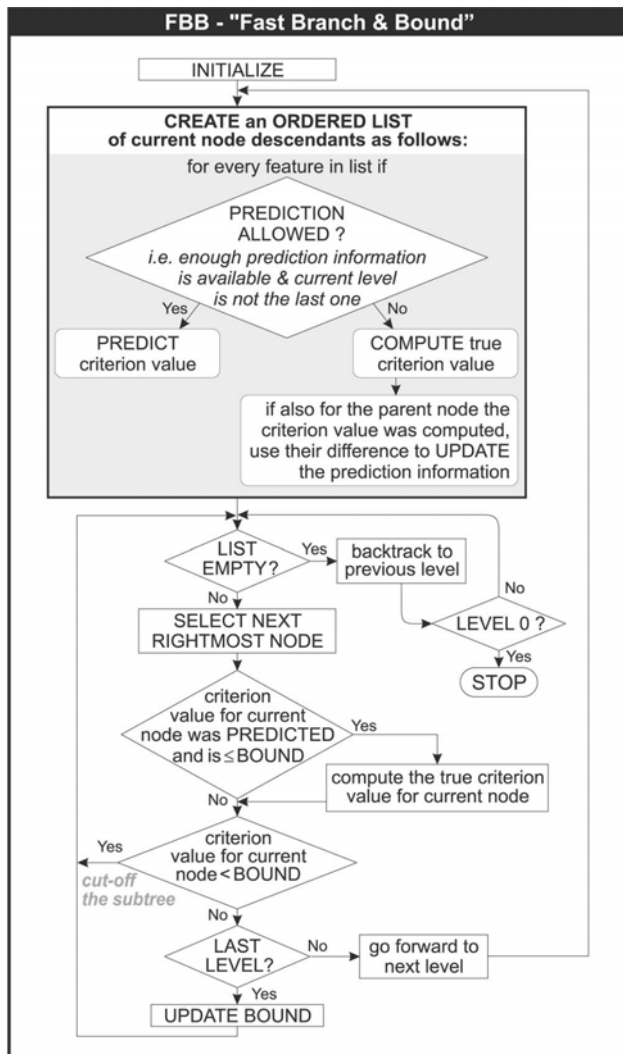 FBB - "Fast Branch & Bound”
INITIALIZE
CREATE an ORDERED LIST
of current node descendants as follows:
for every feature in list if
PREDICTION
ALLOWED ?
i.e. enough prediction information
is available & current level
is not the last one
Yes
No
PREDICT
criterion value
COMPUTE true
criterion value
if also for the parent node the
criterion value was computed,
use their difference to UPDATE
the prediction information
LIST
EMPTY?
Yes
backtrack to
previous level
No
No
SELECT NEXT
RIGHTMOST NODE
LEVEL 0 ?
Yes
STOP
criterion
value for current
node was PREDICTED
and is ≤ BOUND
Yes
compute the true criterion
value for current node
No
criterion
value for current
node < BOUND
Yes
cut-off
the subtree
No
LAST
LEVEL?
No
go forward to
next level
Yes
UPDATE BOUND